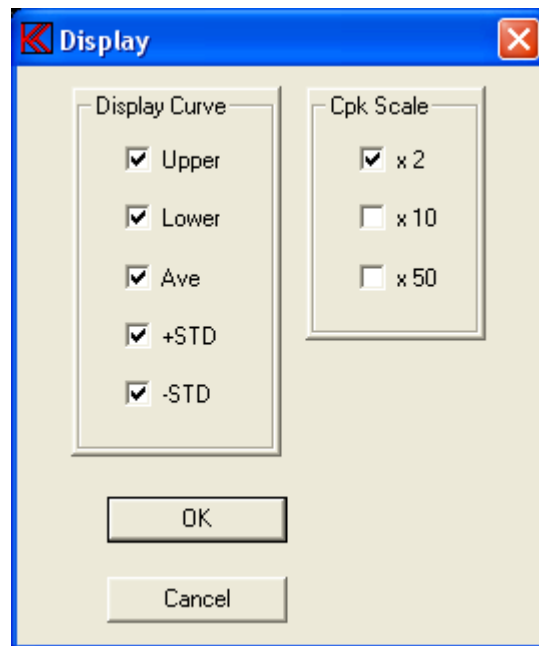 Display
Display Curve
Upper
Lower
Ave
+STD
-STD
Cpk Scale
x 2
x 10
x 50
OK
Cancel